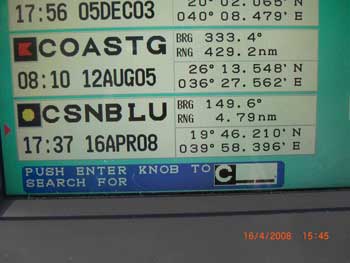 17:56 05DEC03
20° 02.065' N
040° 08.479' E
COASTG
BRG 333.4°
RNG 429.2nm
08:10 12AUG05
26° 13.548' N
036° 27.562' E
CSNBLU
BRG 149.6°
RNG 4.79nm
17:37 16APR08
19° 46.210' N
039° 58.396' E
PUSH ENTER KNOB TO
SEARCH FOR
C
16/4/2008 15:45